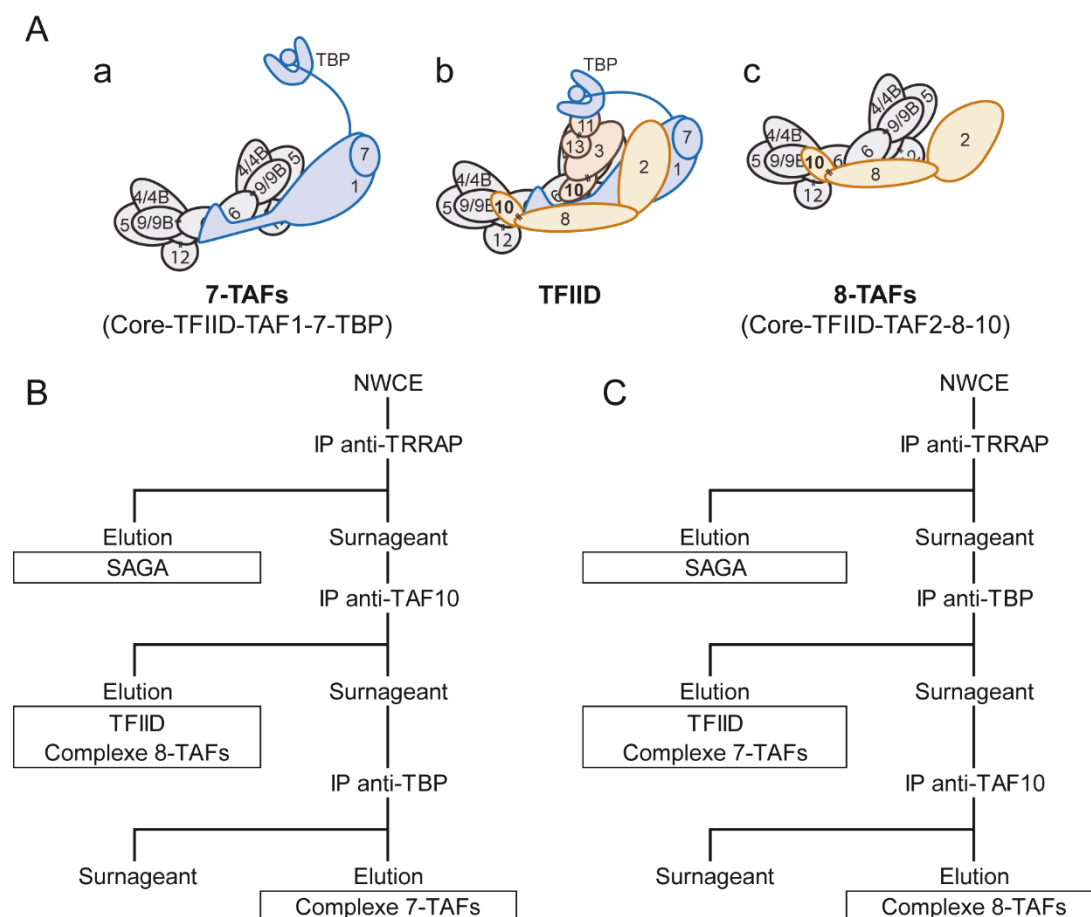 A
a
TBP
7
1
4/4B
5
9/9B
6
4/4B
5
9/9B
12
7-TAFs
(Core-TFIID-TAF1-7-TBP)
b
TBP
11
13
3
7
2
1
4/4B
5
9/9B
10
6
10
8
12
TFIID
c
4/4B
5
9/9B
6
2
4/4B
5
9/9B
10
6
12
8
12
8-TAFs
(Core-TFIID-TAF2-8-10)
B
NWCE
IP anti-TRRAP
Elution
Surnageant
SAGA
IP anti-TAF10
Elution
Surnageant
TFIID
Complexe 8-TAFs
IP anti-TBP
Surnageant
Elution
Complexe 7-TAFs
C
NWCE
IP anti-TRRAP
Elution
Surnageant
SAGA
IP anti-TBP
Elution
Surnageant
TFIID
Complexe 7-TAFs
IP anti-TAF10
Surnageant
Elution
Complexe 8-TAFs